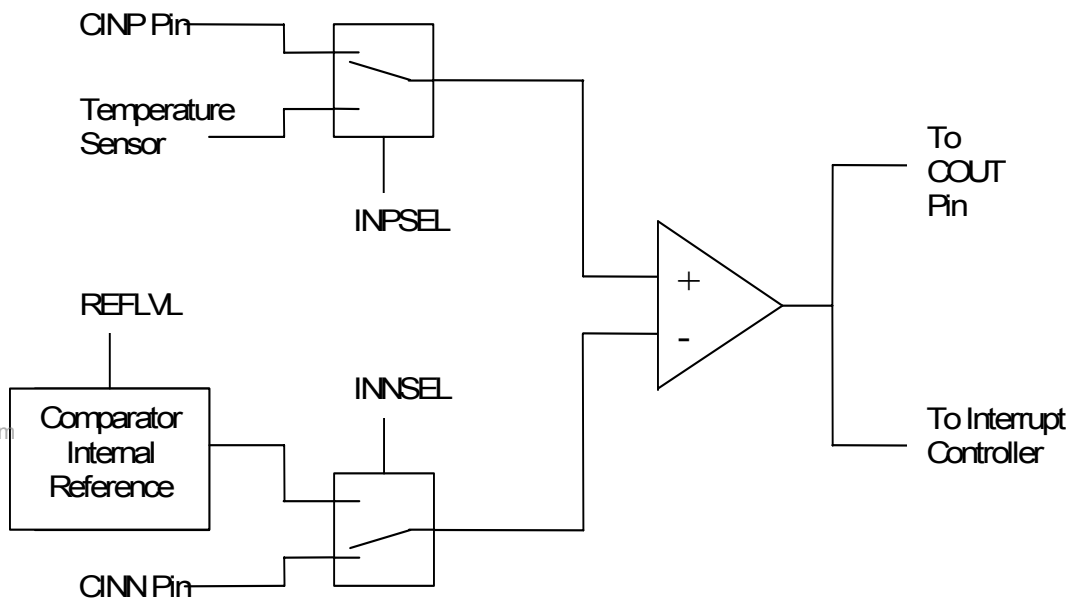 CINP Pin
Temperature
Sensor
INPSEL
To
COUT
Pin
+
-
REFLVL
INNSEL
Comparator
Internal
Reference
m
To Interrupt
Controller
CINN Pin